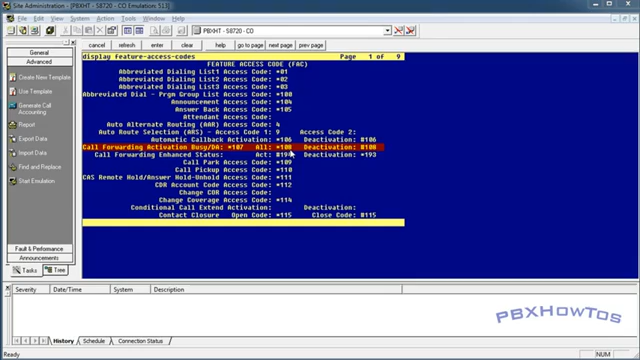 Site Administration - [PBXHT - S8720 - CO Emulation: 513]
File Edit View System Action Advanced Window Help
PBXHT - S8720 - CO
General
Advanced
Create New Template
Use Template
Generate Call Accounting
Report
Export Data
Import Data
Find and Replace
Start Emulation
Fault & Performance
Announcements
Tasks Tree
cancel refresh enter clear help go to page next page prev page
display feature-access-codes Page 1 of 9
FEATURE ACCESS CODE (FAC)
Abbreviated Dialing List1 Access Code: *01
Abbreviated Dialing List2 Access Code: *02
Abbreviated Dialing List3 Access Code: *03
Abbreviated Dial - Prgm Group List Access Code: *100
Announcement Access Code: *104
Answer Back Access Code: *105
Attendant Access Code:
Auto Alternate Routing (AAR) Access Code: 4
Auto Route Selection (ARS) - Access Code 1: 9 Access Code 2:
Automatic Callback Activation: *106 Deactivation: #106
Call Forwarding Activation Busy/DA: *107 All: *108 Deactivation: #108
Call Forwarding Enhanced Status: Act: Deactivation: *193
Call Park Access Code: *109
Call Pickup Access Code: *110
CAS Remote Hold/Answer Hold-Unhold Access Code: *111
CDR Account Code Access Code: *112
Change COR Access Code:
Change Coverage Access Code: *114
Conditional Call Extend Activation: Deactivation:
Contact Closure Open Code: *115 Close Code: #115
Severity Date/Time System Description
PBXHowTos
History Schedule Connection Status
Ready NUM